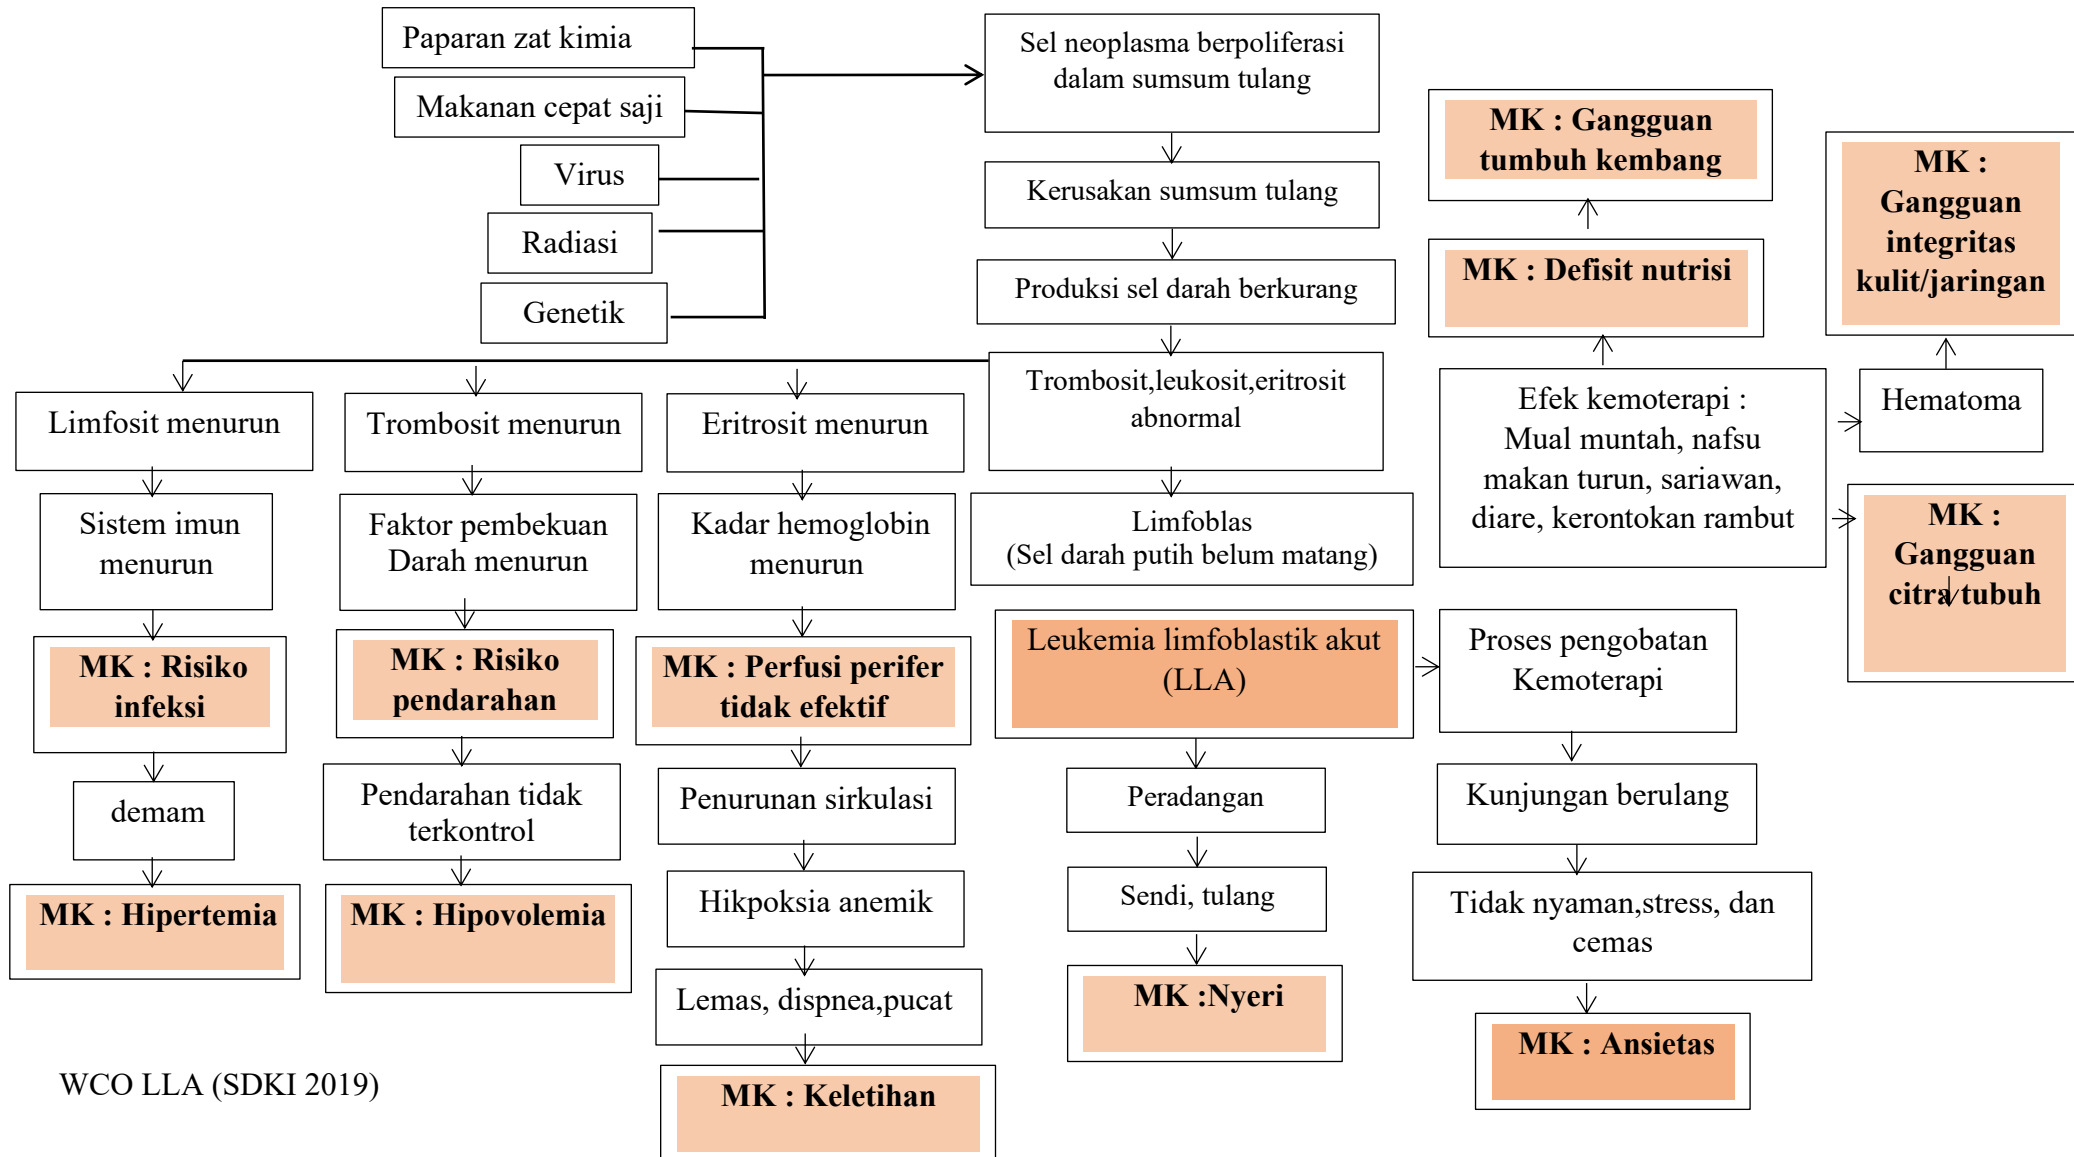 Paparan zat kimia
Makanan cepat saji
Virus
Radiasi
Genetik
Sel neoplasma berpoliferasi
dalam sumsum tulang
Kerusakan sumsum tulang
Produksi sel darah berkurang
Trombosit,leukosit,eritrosit
abnormal
Limfoblas
(Sel darah putih belum matang)
Leukemia limfoblastik akut
(LLA)
Peradangan
Sendi, tulang
MK :Nyeri
Limfosit menurun
Sistem imun
menurun
MK : Risiko
infeksi
demam
MK : Hipertemia
Trombosit menurun
Faktor pembekuan
Darah menurun
MK : Risiko
pendarahan
Pendarahan tidak
terkontrol
MK : Hipovolemia
Eritrosit menurun
Kadar hemoglobin
menurun
MK : Perfusi perifer
tidak efektif
Penurunan sirkulasi
Hikpoksia anemik
Lemas, dispnea,pucat
MK : Keletihan
MK : Gangguan
tumbuh kembang
MK : Defisit nutrisi
Efek kemoterapi :
Mual muntah, nafsu
makan turun, sariawan,
diare, kerontokan rambut
MK :
Gangguan
integritas
kulit/jaringan
Hematoma
MK :
Gangguan
citra tubuh
Proses pengobatan
Kemoterapi
Kunjungan berulang
Tidak nyaman,stress, dan
cemas
MK : Ansietas
WCO LLA (SDKI 2019)